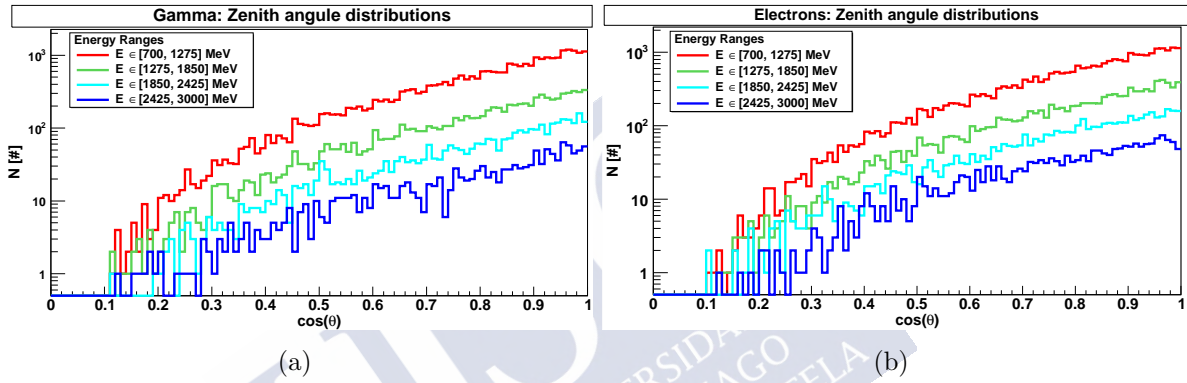 Gamma: Zenith angule distributions
Energy Ranges
E ∈[700, 1275] MeV
E ∈[1275, 1850] MeV
E ∈[1850, 2425] MeV
E ∈[2425, 3000] MeV
N [#]
10³
10²
10
1
0 0.1 0.2 0.3 0.4 0.5 0.6 0.7 0.8 0.9 1
cos(θ)
(a)
Electrons: Zenith angule distributions
Energy Ranges
E ∈[700, 1275] MeV
E ∈[1275, 1850] MeV
E ∈[1850, 2425] MeV
E ∈[2425, 3000] MeV
N [#]
10³
10²
10
1
0 0.1 0.2 0.3 0.4 0.5 0.6 0.7 0.8 0.9 1
cos(θ)
(b)